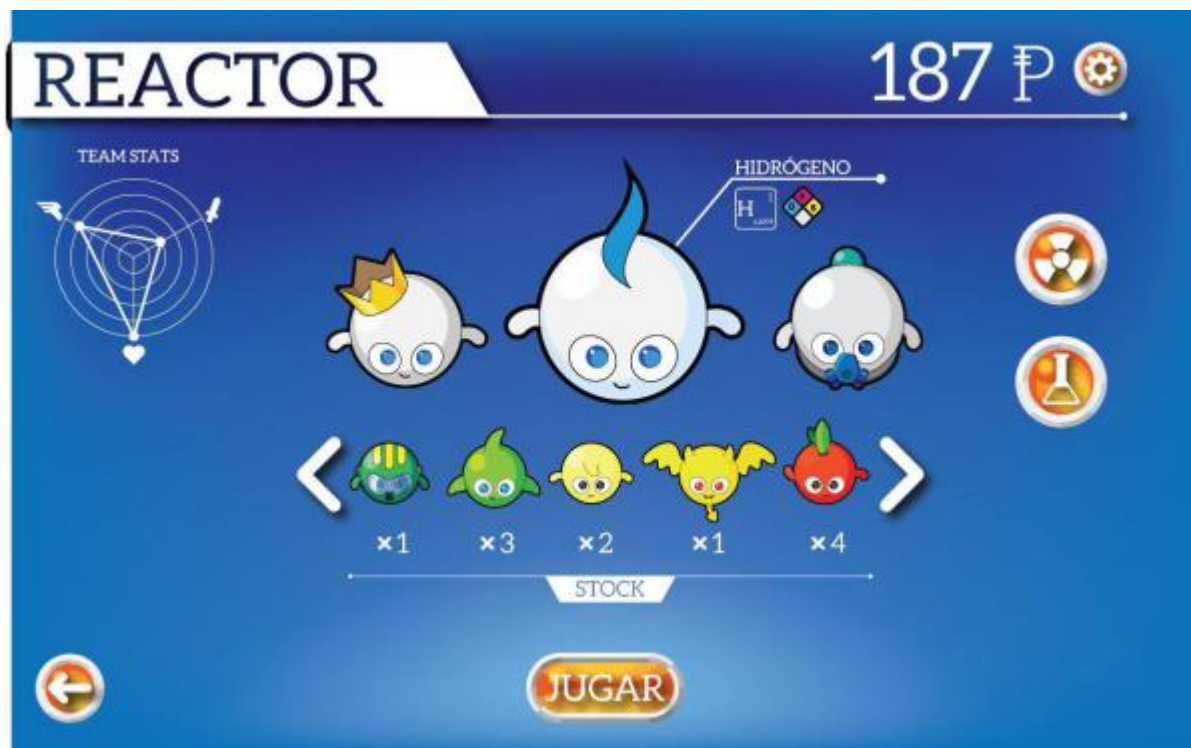 REACTOR
187
TEAM STATS
HIDRÓGENO
H
×1
×3
×2
×1
×4
STOCK
JUGAR